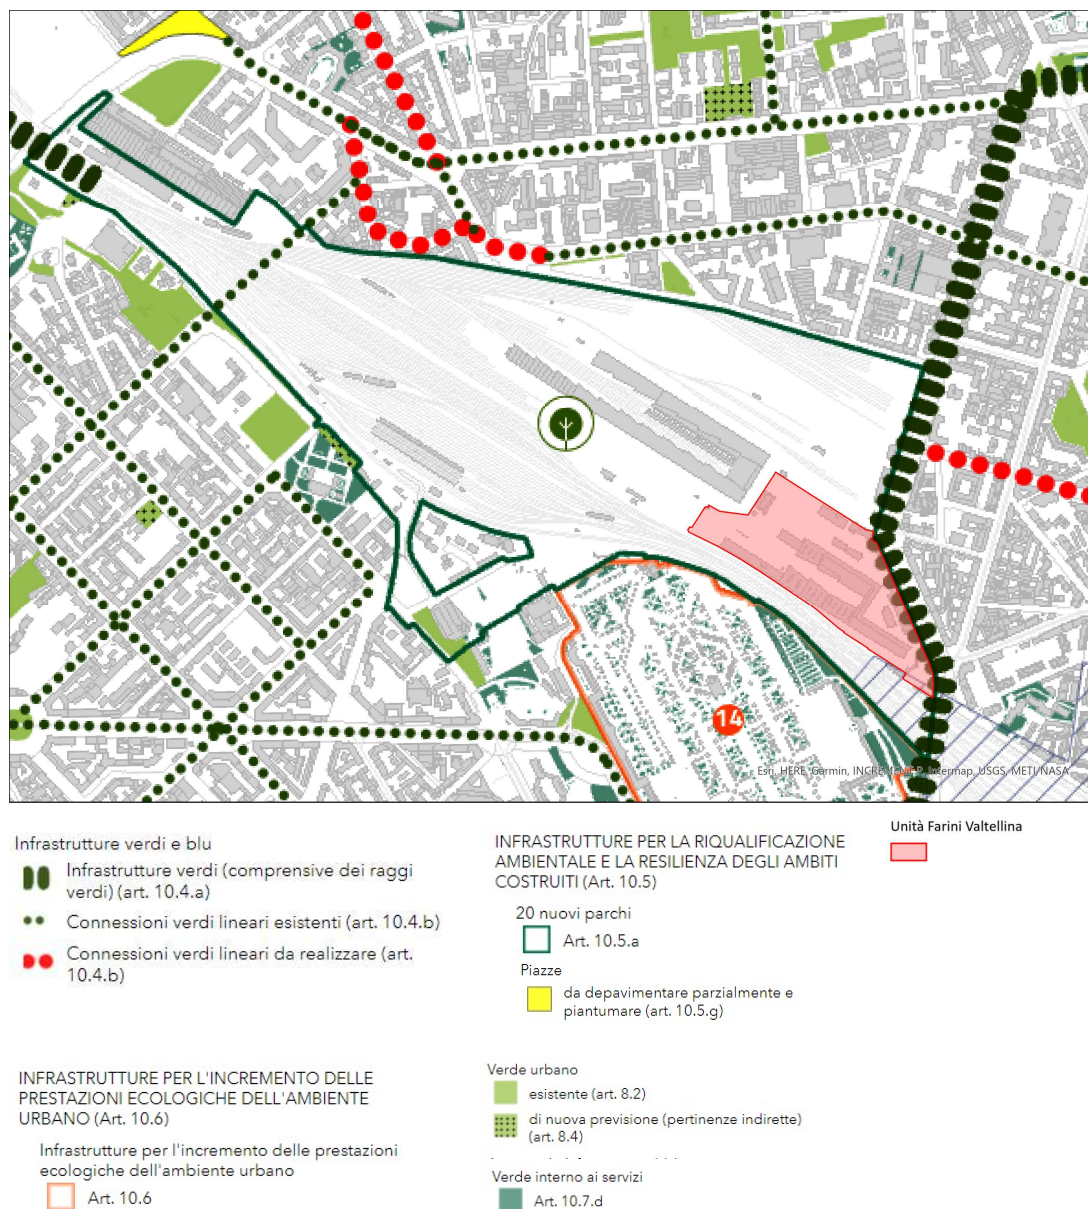 14
Esri, HERE, Garmin, INCREMENT P, Intermap, USGS, METI/NASA
Infrastrutture verdi e blu
Infrastrutture verdi (comprensive dei raggi
verdi) (art. 10.4.a)
Connessioni verdi lineari esistenti (art. 10.4.b)
Connessioni verdi lineari da realizzare (art.
10.4.b)
INFRASTRUTTURE PER LA RIQUALIFICAZIONE
AMBIENTALE E LA RESILIENZA DEGLI AMBITI
COSTRUITI (Art. 10.5)
20 nuovi parchi
Art. 10.5.a
Piazze
da depavimentare parzialmente e
piantumare (art. 10.5.g)
Unità Farini Valtellina
INFRASTRUTTURE PER L'INCREMENTO DELLE
PRESTAZIONI ECOLOGICHE DELL'AMBIENTE
URBANO (Art. 10.6)
Infrastrutture per l'incremento delle prestazioni
ecologiche dell'ambiente urbano
Art. 10.6
Verde urbano
esistente (art. 8.2)
di nuova previsione (pertinenze indirette)
(art. 8.4)
Verde interno ai servizi
Art. 10.7.d